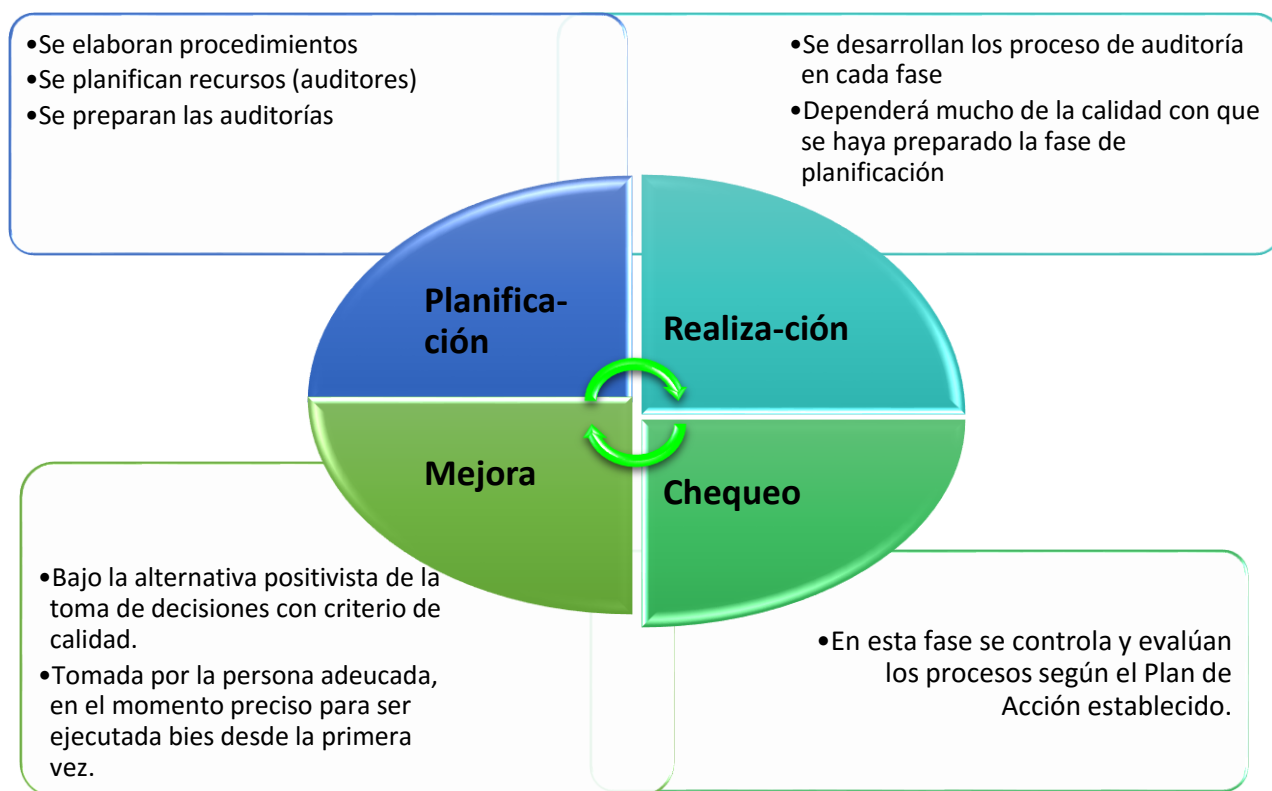 •Se elaboran procedimientos
•Se planifican recursos (auditores)
•Se preparan las auditorías
•Se desarrollan los proceso de auditoría
en cada fase
•Dependerá mucho de la calidad con que
se haya preparado la fase de
planificación
Planifica-
ción
Realiza-ción
Mejora
Chequeo
•Bajo la alternativa positivista de la
toma de decisiones con criterio de
calidad.
•Tomada por la persona adeucada,
en el momento preciso para ser
ejecutada bies desde la primera
vez.
•En esta fase se controla y evalúan
los procesos según el Plan de
Acción establecido.